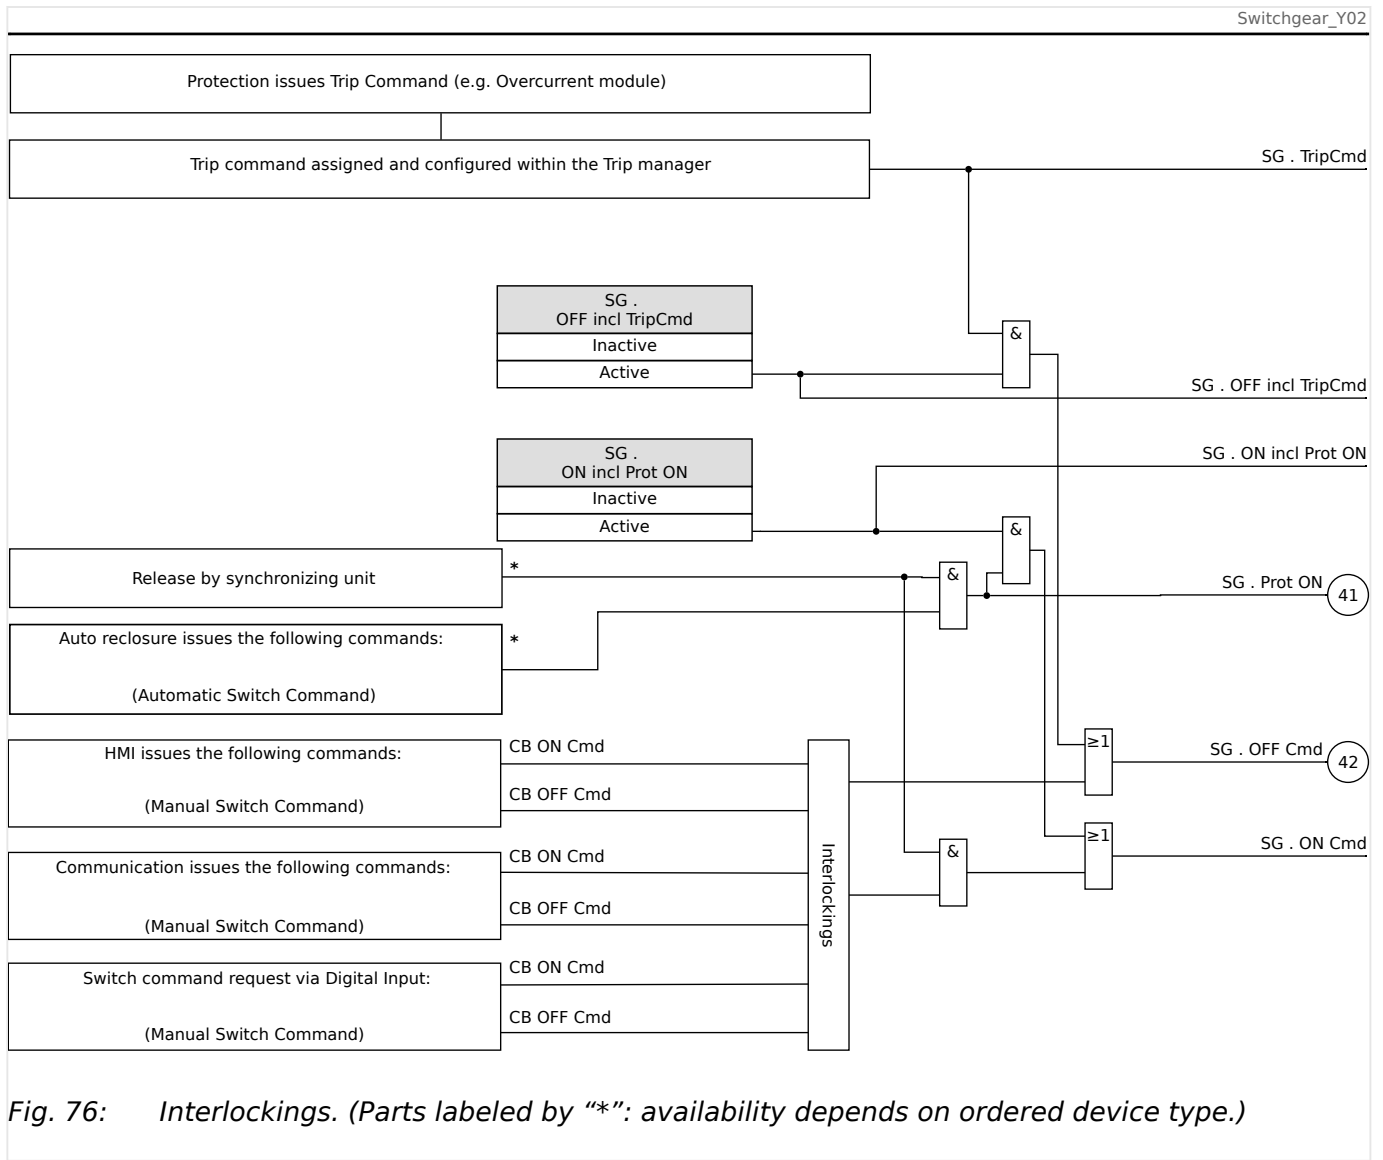 Switchgear_Y02
Protection issues Trip Command (e.g. Overcurrent module)
Trip command assigned and configured within the Trip manager
SG . TripCmd
SG .
OFF incl TripCmd
Inactive
Active
&
SG . OFF incl TripCmd
SG .
ON incl Prot ON
Inactive
Active
SG . ON incl Prot ON
&
Release by synchronizing unit
*
&
SG . Prot ON
41
Auto reclosure issues the following commands:
*
(Automatic Switch Command)
HMI issues the following commands:
(Manual Switch Command)
CB ON Cmd
CB OFF Cmd
≥1
SG . OFF Cmd
42
Communication issues the following commands:
(Manual Switch Command)
CB ON Cmd
CB OFF Cmd
Interlockings
&
≥1
SG . ON Cmd
Switch command request via Digital Input:
(Manual Switch Command)
CB ON Cmd
CB OFF Cmd
Fig. 76: Interlockings. (Parts labeled by “*”: availability depends on ordered device type.)